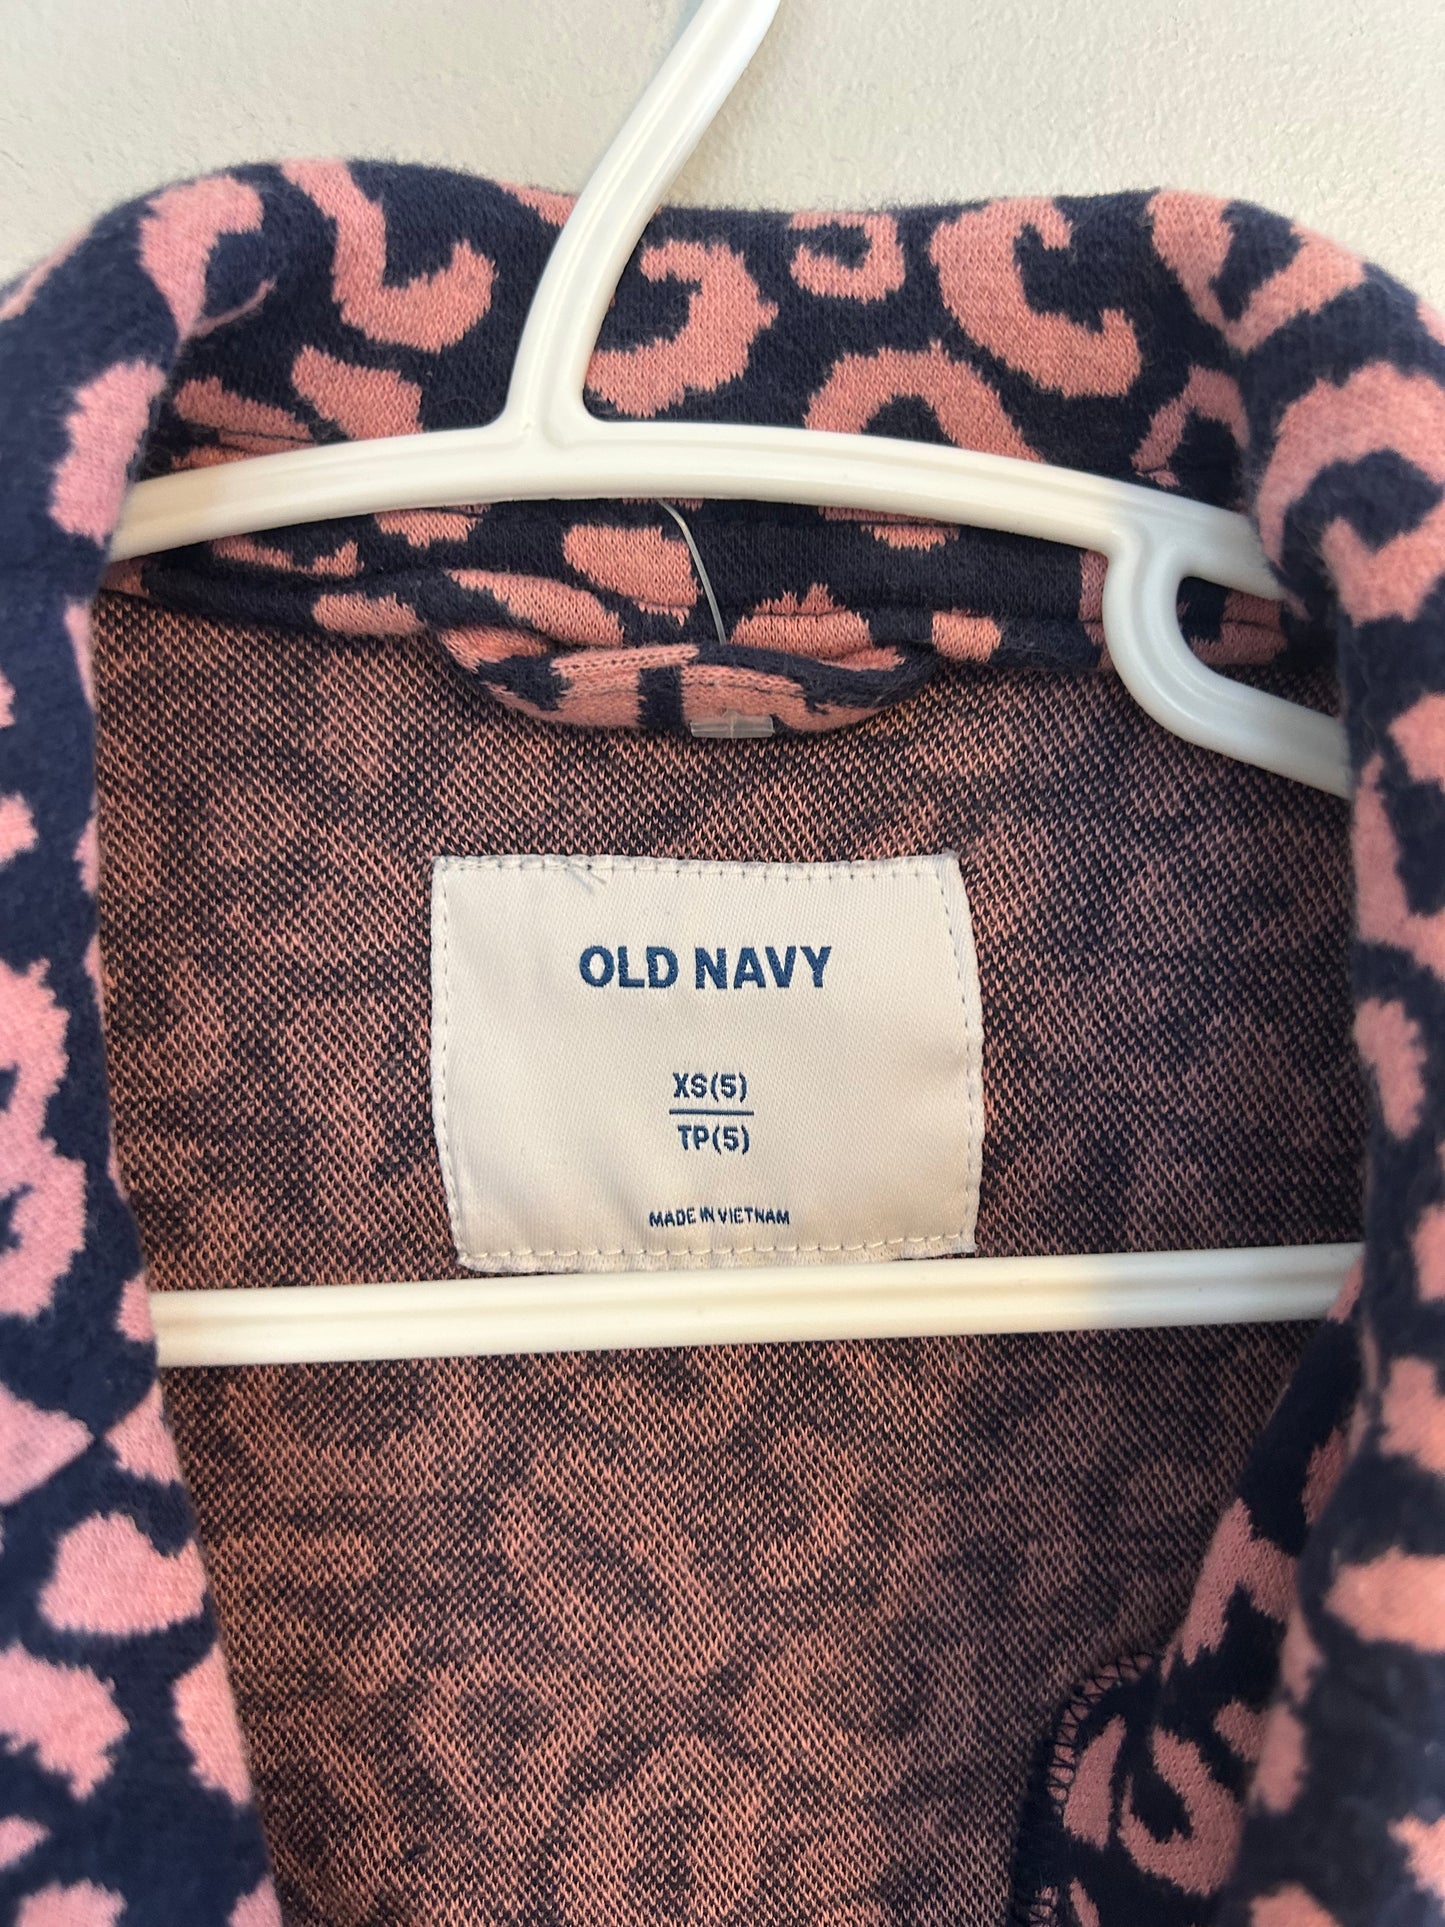 OLD NAVY
XS(5)
TP(5)
MADE IN VIETNAM